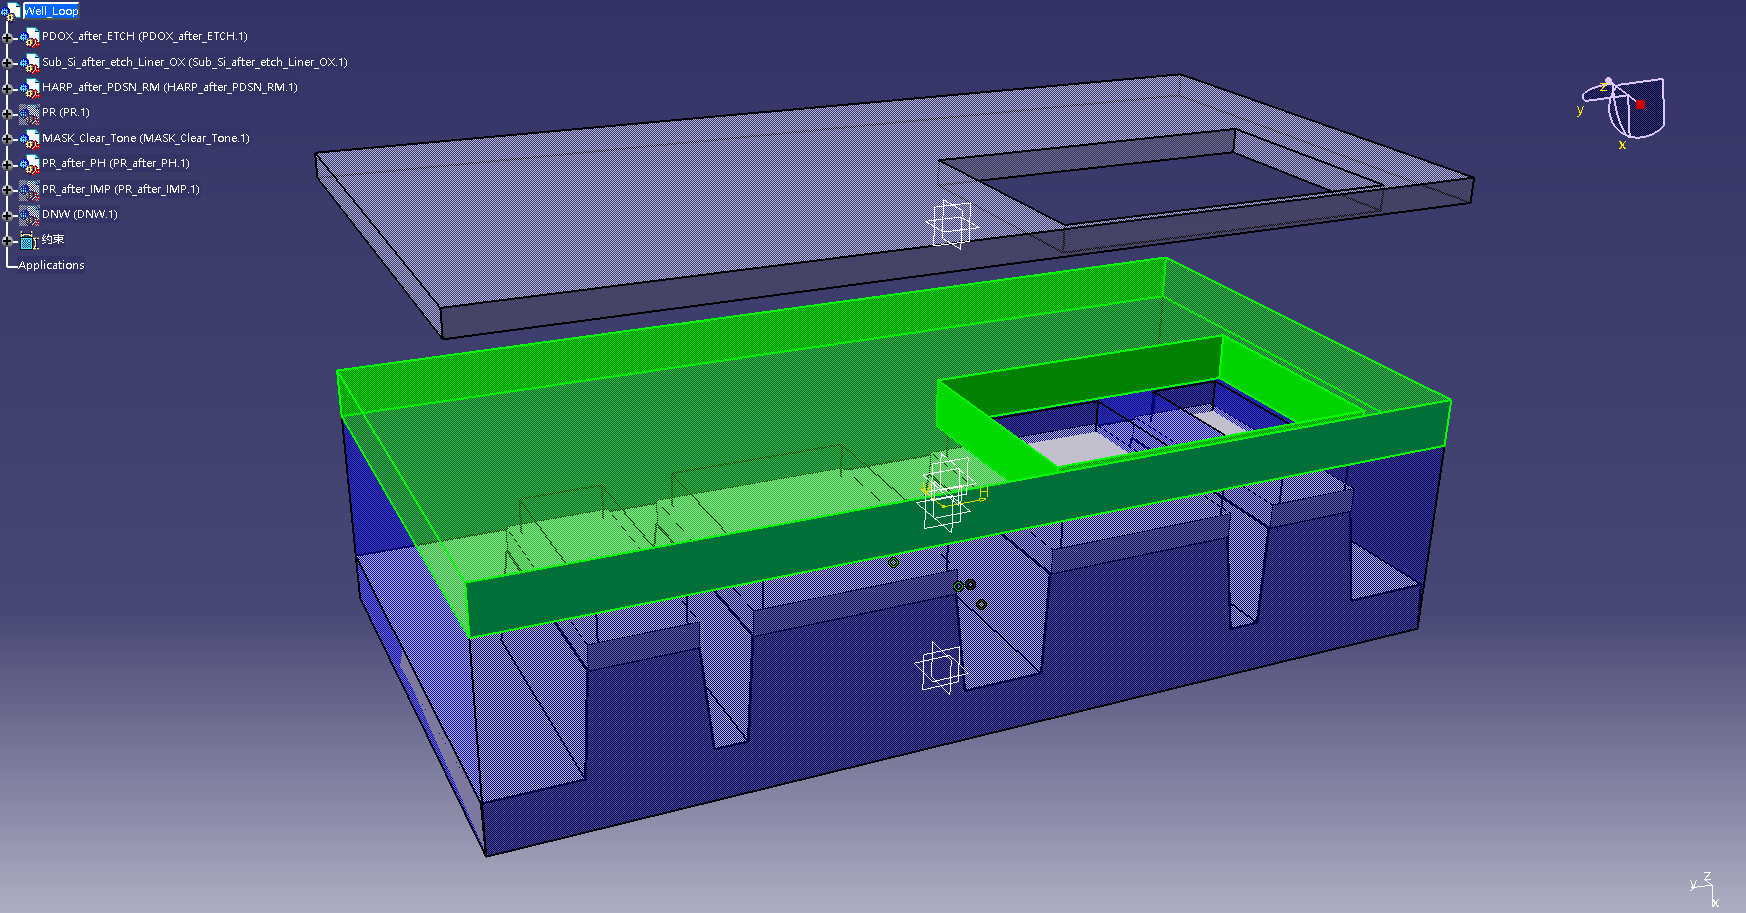 Well_Loop
PDOX_after_ETCH (PDOX_after_ETCH.1)
Sub_Si_after_etch_Liner_OX (Sub_Si_after_etch_Liner_OX.1)
HARP_after_PDSN_RM (HARP_after_PDSN_RM.1)
PR (PR.1)
MASK_Clear_Tone (MASK_Clear_Tone.1)
PR_after_PH (PR_after_PH.1)
PR_after_IMP (PR_after_IMP.1)
DNW (DNW.1)
约束
Applications
z
y
x
z
y
x